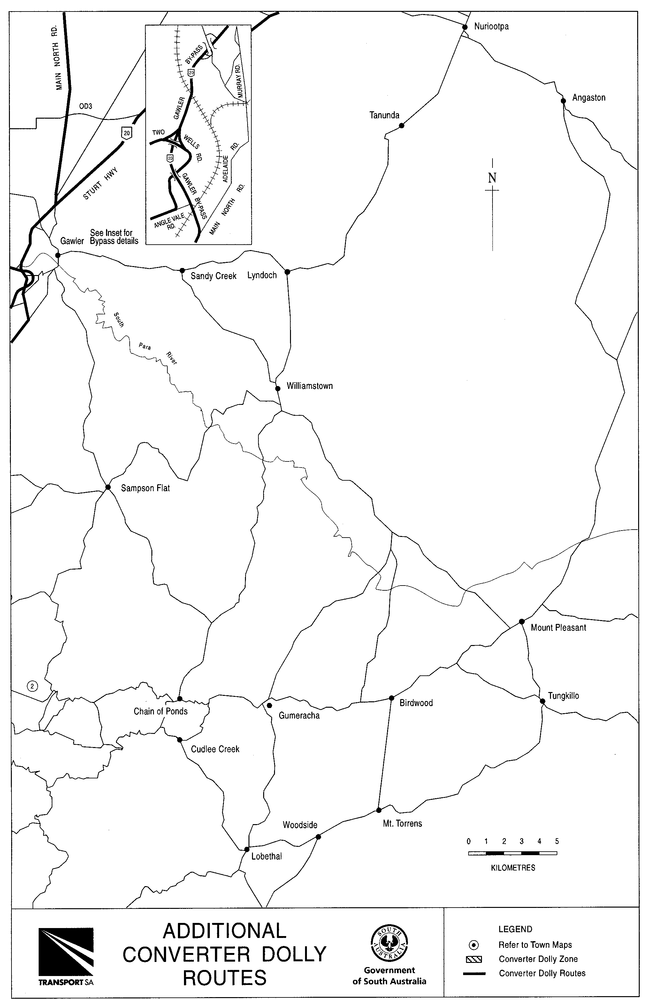 MAIN NORTH RD.
OD3
20
STURT HWY
BY-PASS
20
GAWLER
MURRAY RD.
TWO
WELLS
RD.
20
GAWLER BY-PASS
ADELAIDE
RD.
MAIN NORTH RD.
ANGLE VALE
RD.
Nuriootpa
Angaston
Tanunda
N
See Inset for
Gawler Bypass details
Sandy Creek
Lyndoch
South
Para
River
Williamstown
Sampson Flat
Mount Pleasant
2
Chain of Ponds
Gumeracha
Birdwood
Tungkillo
Cudlee Creek
Woodside
Mt. Torrens
Lobethal
0 1 2 3 4 5
KILOMETRES
TRANSPORT SA
ADDITIONAL
CONVERTER DOLLY
ROUTES
SOUTH
AUSTRALIA
Government
of South Australia
LEGEND
Refer to Town Maps
Converter Dolly Zone
Converter Dolly Routes